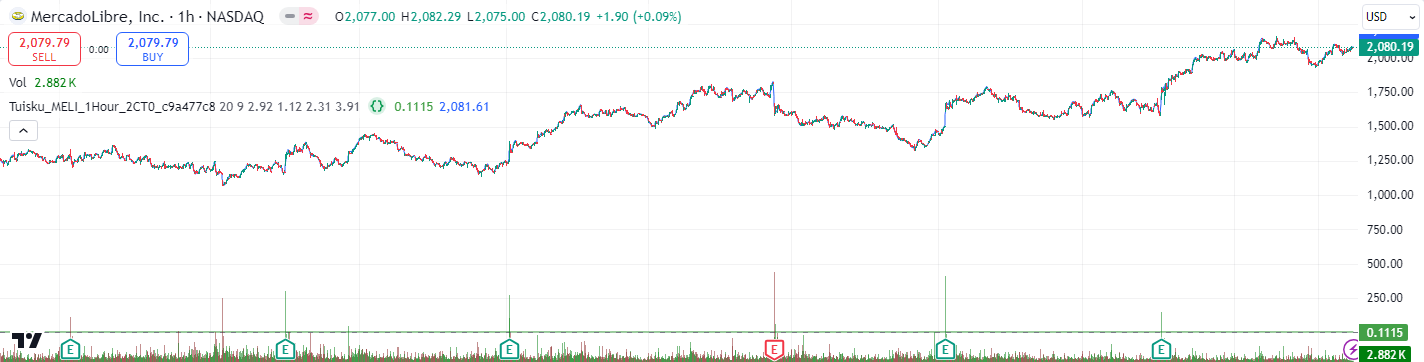 MercadoLibre, Inc. · 1h · NASDAQ O2,077.00 H2,082.29 L2,075.00 C2,080.19 +1.90 (+0.09%)
USD
2,079.79 SELL 0.00 2,079.79 BUY
2,080.19
2,000.00
Vol 2.882 K
1,750.00
Tuisku_MELI_1Hour_2CT0_c9a477c8 20 9 2.92 1.12 2.31 3.91 {} 0.1115 2,081.61
1,500.00
1,250.00
1,000.00
750.00
500.00
250.00
0.1115
E E E E E E
2.882 K